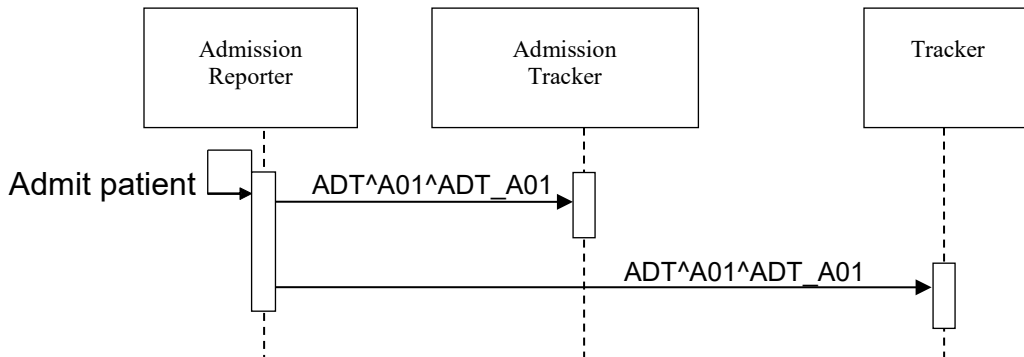 Admission
Reporter
Admission
Tracker
Tracker
Admit patient
ADT^A01^ADT_A01
ADT^A01^ADT_A01